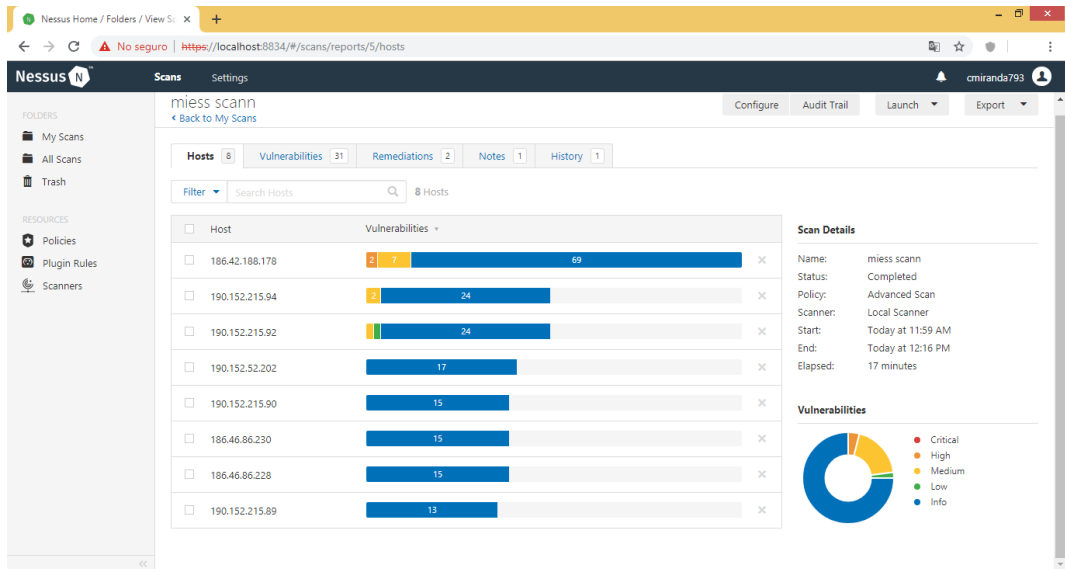 Nessus Home / Folders / View Sc
No seguro | https://localhost:8834/#/scans/reports/5/hosts
Nessus N ™ Scans Settings cmiranda793
FOLDERS
My Scans
All Scans
Trash
RESOURCES
Policies
Plugin Rules
Scanners
miess scann
Back to My Scans
Configure Audit Trail Launch Export
Hosts 8 Vulnerabilities 31 Remediations 2 Notes 1 History 1
Filter Search Hosts 8 Hosts
Host Vulnerabilities
186.42.188.178 2 7 69
190.152.215.94 2 24
190.152.215.92 24
190.152.52.202 17
190.152.215.90 15
186.46.86.230 15
186.46.86.228 15
190.152.215.89 13
Scan Details
Name: miess scann
Status: Completed
Policy: Advanced Scan
Scanner: Local Scanner
Start: Today at 11:59 AM
End: Today at 12:16 PM
Elapsed: 17 minutes
Vulnerabilities
Critical
High
Medium
Low
Info